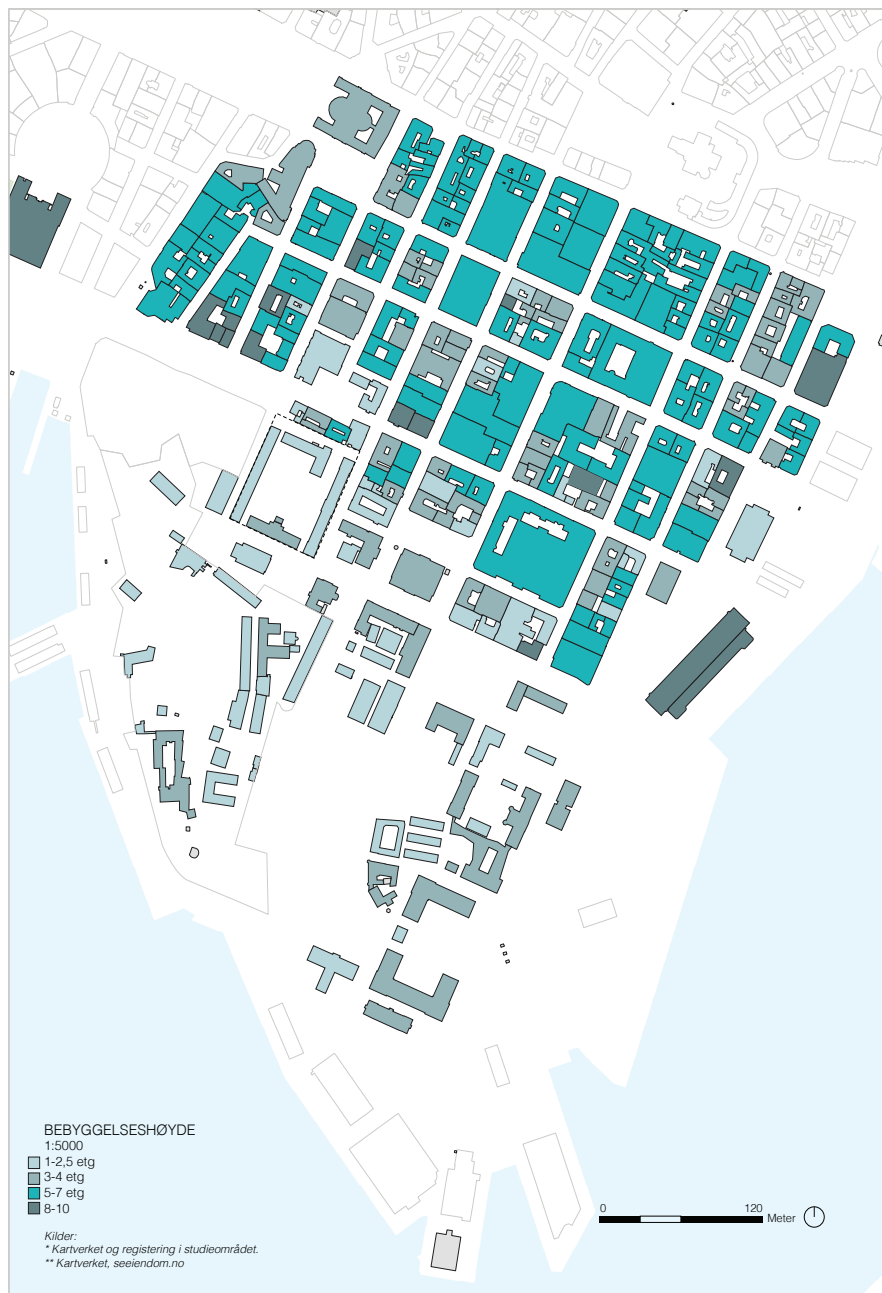 BEBYGGELSESHØYDE
1:5000
1-2,5 etg
3-4 etg
5-7 etg
8-10
Kilder:
* Kartverket og registering i studieområdet.
** Kartverket, seeiendom.no
0 120
Meter